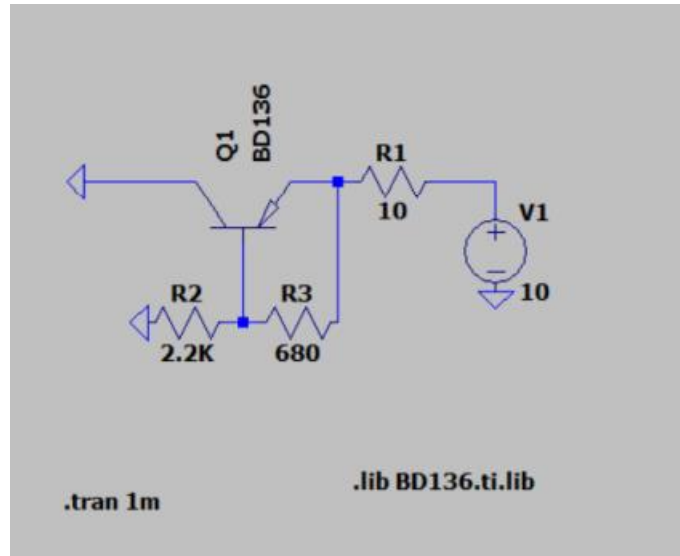 Q1
BD136
R1
10
V1
10
R2
2.2K
R3
680
.lib BD136.ti.lib
.tran 1m